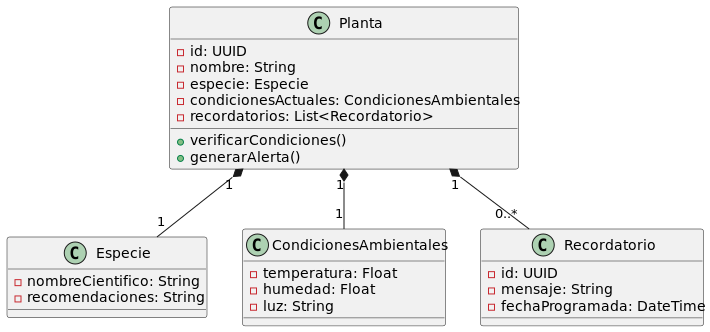 C Planta
id: UUID
nombre: String
especie: Especie
condicionesActuales: CondicionesAmbientales
recordatorios: List<Recordatorio>
verificarCondiciones()
generarAlerta()
1
1
1
1
1
0..*
C Especie
nombreCientifico: String
recomendaciones: String
C CondicionesAmbientales
temperatura: Float
humedad: Float
luz: String
C Recordatorio
id: UUID
mensaje: String
fechaProgramada: DateTime